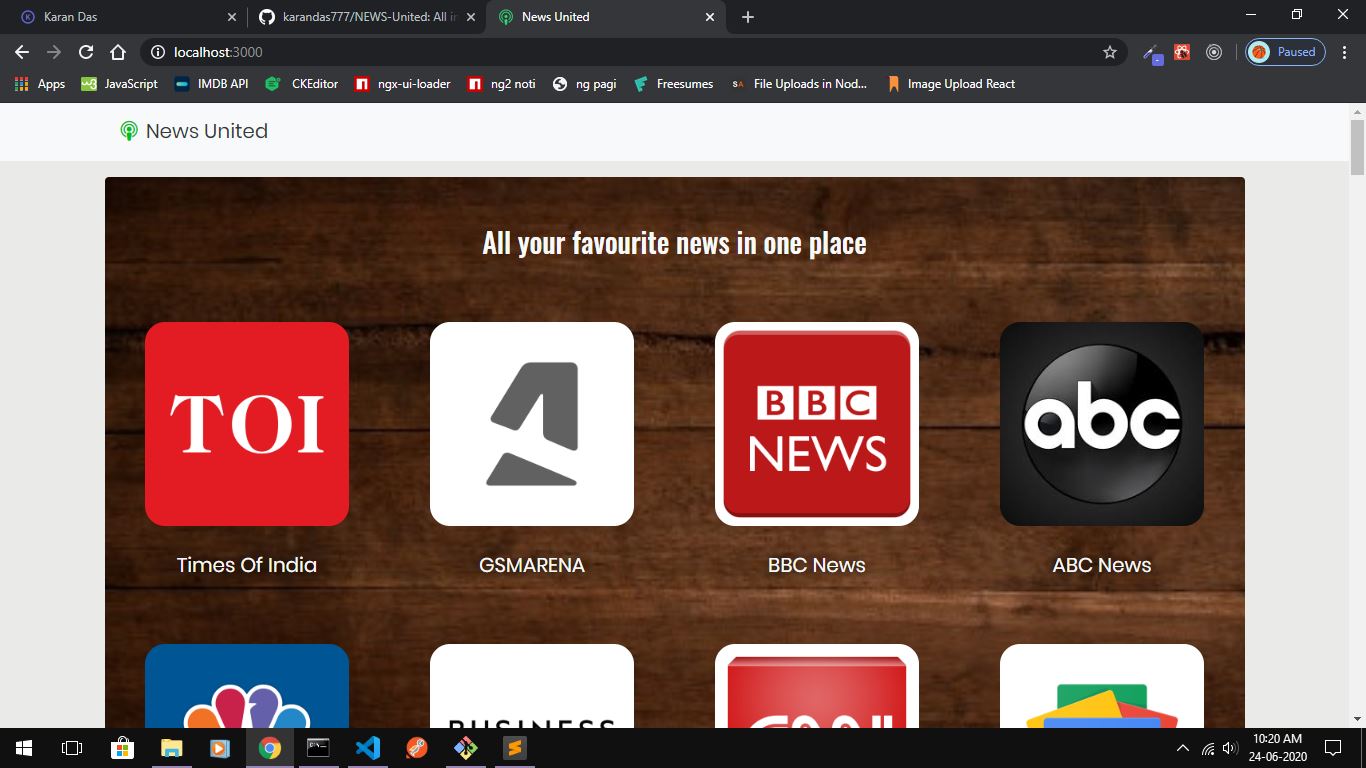 Karan Das
karandas777/NEWS-United: All in
News United
localhost:3000
Paused
Apps
W3
JavaScript
IMDB API
CKEditor
ngx-ui-loader
ng2 noti
ng pagi
Freesumes
SA
File Uploads in Nod...
Image Upload React
News United
All your favourite news in one place
TOI
BBC
NEWS
abc
Times Of India
GSMARENA
BBC News
ABC News
BUSINESS
10:20 AM
24-06-2020